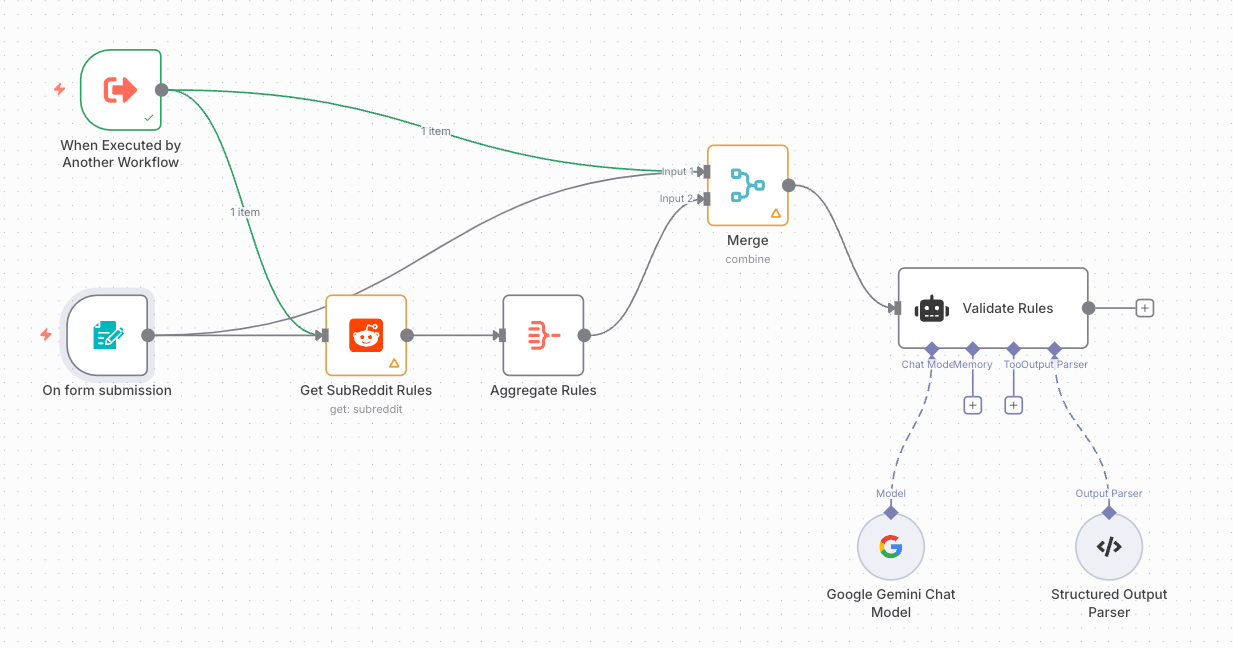 When Executed by
Another Workflow
1 item
1 item
Input 1
Input 2
Merge
combine
On form submission
Get SubReddit Rules
get: subreddit
Aggregate Rules
Validate Rules
Chat Mode
Memory
Too
Output Parser
Model
Output Parser
Google Gemini Chat
Model
Structured Output
Parser